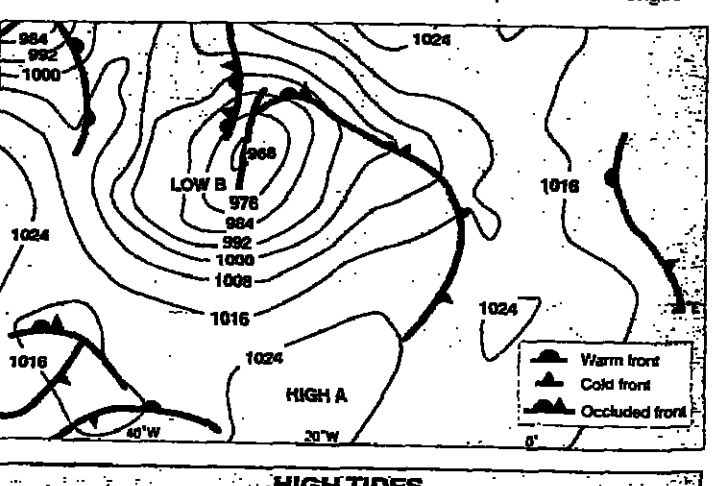 1024
984
992
1000
968
LOW B
1016
976
984
1024
992
1000
1008
1016
1024
1016
1024
HIGH A
Warm front
Cold front
Occluded front
40°W
20°W
0°
HIGH TIDES